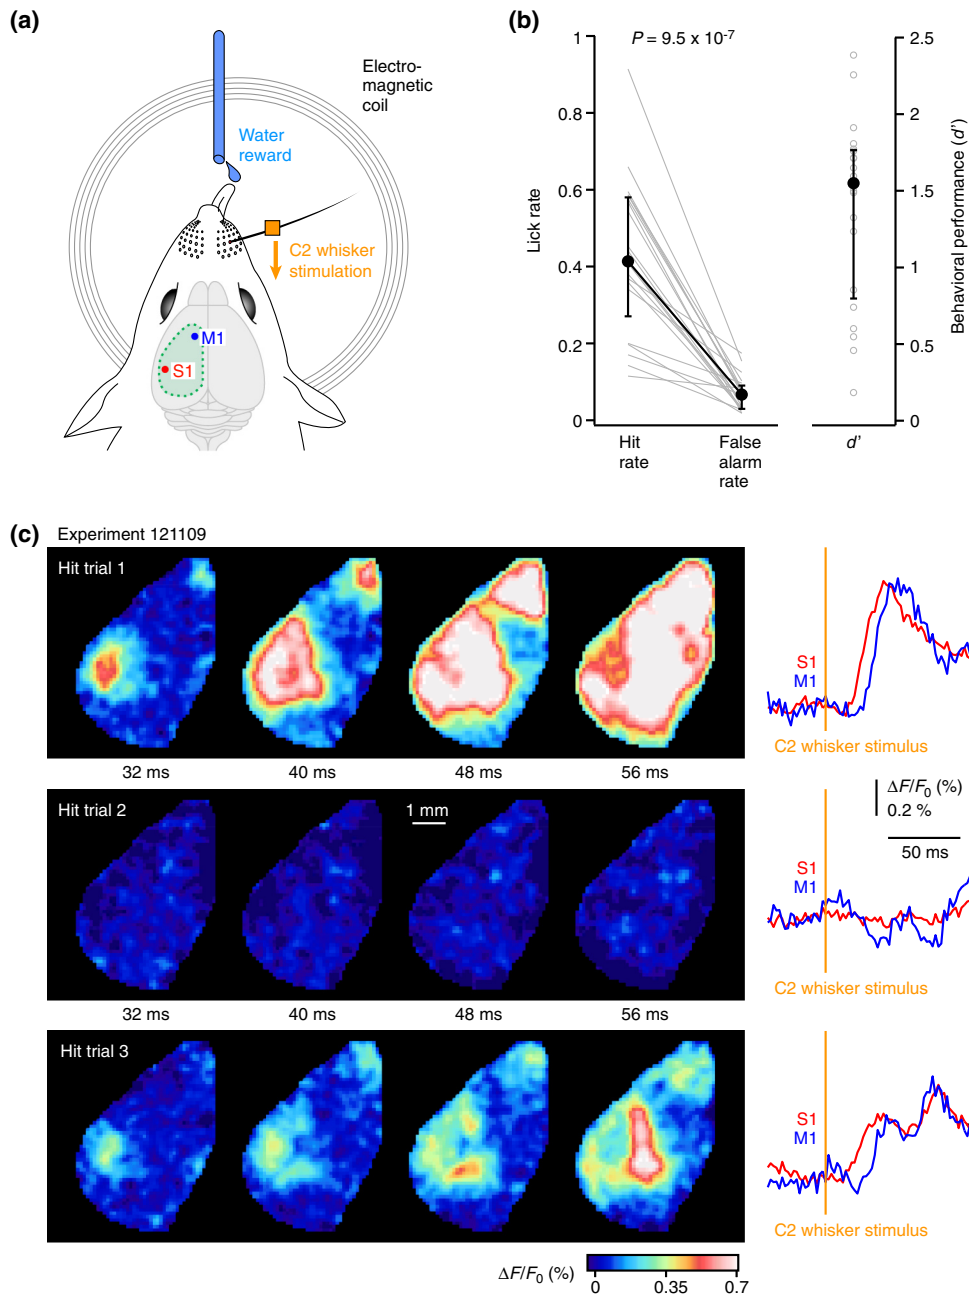 (a)
Electro-
magnetic
coil
Water
reward
C2 whisker
stimulation
M1
S1
(b)
P = 9.5 x 10-7
1
0.8
0.6
0.4
0.2
0
Lick rate
Hit
rate
False
alarm
rate
2.5
2
1.5
1
0.5
0
Behavioral performance (d')
d'
(c)
Experiment 121109
Hit trial 1
32 ms
40 ms
48 ms
56 ms
S1
M1
C2 whisker stimulus
Hit trial 2
1 mm
32 ms
40 ms
48 ms
56 ms
ΔF/F0 (%)
0.2 %
50 ms
S1
M1
C2 whisker stimulus
Hit trial 3
S1
M1
C2 whisker stimulus
ΔF/F0 (%)
0
0.35
0.7